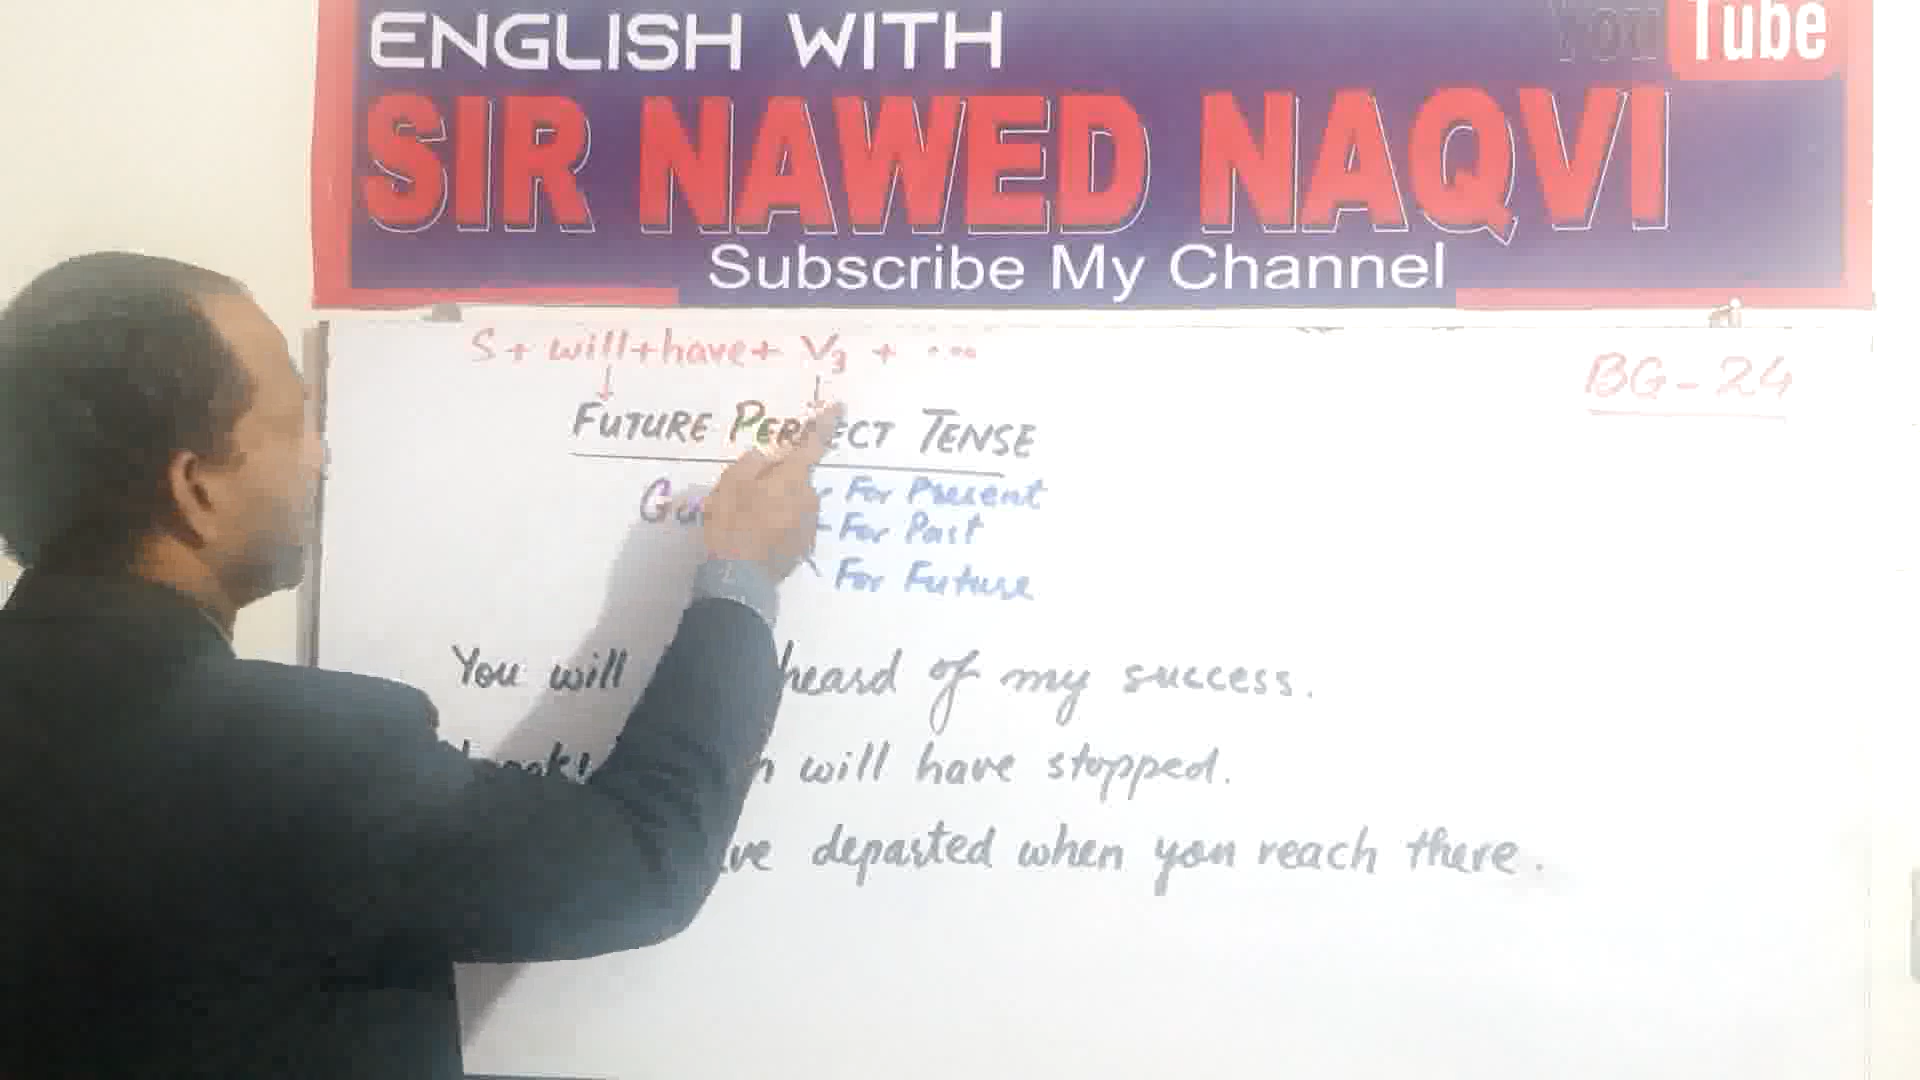 ENGLISH WITH
YouTube
SIR NAWED NAQVI
Subscribe My Channel
S + will + have + V3 + ....
BG-24
FUTURE PERFECT TENSE
For Present
For Past
For Future
You will heard of my success.
will have stopped.
departed when you reach there.